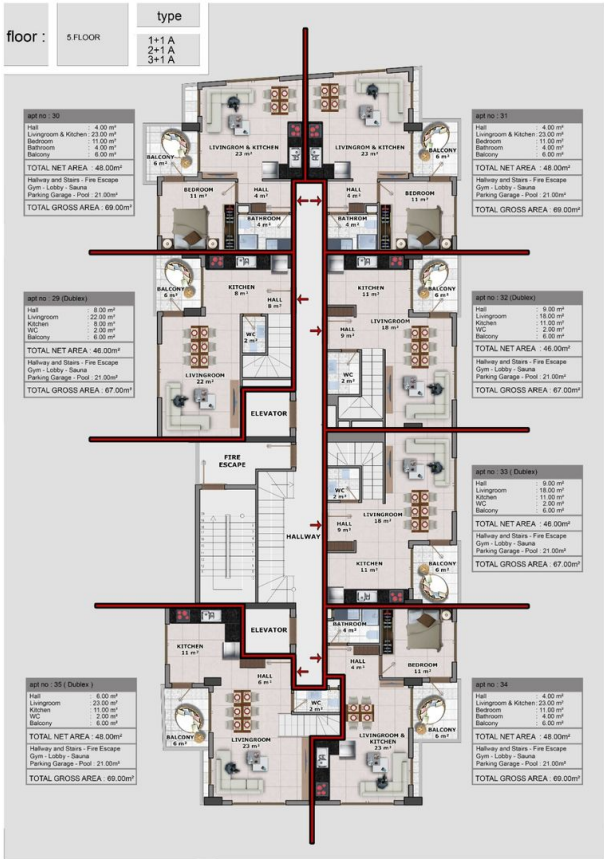 floor :
5.FLOOR
type
1+1 A
2+1 A
3+1 A
apt no : 30
Hall : 4.00 m²
Livingroom & Kitchen : 23.00 m²
Bedroom : 11.00 m²
Bathroom : 4.00 m²
Balcony : 6.00 m²
TOTAL NET AREA : 48.00m²
Hallway and Stairs - Fire Escape
Gym - Lobby - Sauna
Parking Garage - Pool : 21.00m²
TOTAL GROSS AREA : 69.00m²
apt no : 31
Hall : 4.00 m²
Livingroom & Kitchen : 23.00 m²
Bedroom : 11.00 m²
Bathroom : 4.00 m²
Balcony : 6.00 m²
TOTAL NET AREA : 48.00m²
Hallway and Stairs - Fire Escape
Gym - Lobby - Sauna
Parking Garage - Pool : 21.00m²
TOTAL GROSS AREA : 69.00m²
apt no : 29 (Dublex)
Hall : 8.00 m²
Livingroom : 22.00 m²
Kitchen : 8.00 m²
WC : 2.00 m²
Balcony : 6.00 m²
TOTAL NET AREA : 46.00m²
Hallway and Stairs - Fire Escape
Gym - Lobby - Sauna
Parking Garage - Pool : 21.00m²
TOTAL GROSS AREA : 67.00m²
apt no : 32 (Dublex)
Hall : 9.00 m²
Livingroom : 18.00 m²
Kitchen : 11.00 m²
WC : 2.00 m²
Balcony : 6.00 m²
TOTAL NET AREA : 46.00m²
Hallway and Stairs - Fire Escape
Gym - Lobby - Sauna
Parking Garage - Pool : 21.00m²
TOTAL GROSS AREA : 67.00m²
apt no : 33 ( Dublex)
Hall : 9.00 m²
Livingroom : 18.00 m²
Kitchen : 11.00 m²
WC : 2.00 m²
Balcony : 6.00 m²
TOTAL NET AREA : 46.00m²
Hallway and Stairs - Fire Escape
Gym - Lobby - Sauna
Parking Garage - Pool : 21.00m²
TOTAL GROSS AREA : 67.00m²
apt no : 35 ( Dublex)
Hall : 6.00 m²
Livingroom : 23.00 m²
Kitchen : 11.00 m²
WC : 2.00 m²
Balcony : 6.00 m²
TOTAL NET AREA : 48.00m²
Hallway and Stairs - Fire Escape
Gym - Lobby - Sauna
Parking Garage - Pool : 21.00m²
TOTAL GROSS AREA : 69.00m²
apt no : 34
Hall : 4.00 m²
Livingroom & Kitchen : 23.00 m²
Bedroom : 11.00 m²
Bathroom : 4.00 m²
Balcony : 6.00 m²
TOTAL NET AREA : 48.00m²
Hallway and Stairs - Fire Escape
Gym - Lobby - Sauna
Parking Garage - Pool : 21.00m²
TOTAL GROSS AREA : 69.00m²
LIVINGROM & KITCHEN
23 m²
LIVINGROM & KITCHEN
23 m²
BALCONY
6 m²
BALCONY
6 m²
BEDROOM
11 m²
HALL
4 m²
HALL
4 m²
BEDROOM
11 m²
BATHROOM
4 m²
BATHROM
4 m²
BALCONY
6 m²
KITCHEN
8 m²
HALL
8 m²
WC
2 m²
LIVINGROOM
22 m²
ELEVATOR
KITCHEN
11 m²
BALCONY
6 m²
LIVINGROOM
18 m²
HALL
9 m²
WC
2 m²
FIRE
ESCAPE
HALLWAY
WC
2 m²
LIVINGROOM
18 m²
HALL
9 m²
KITCHEN
11 m²
BALCONY
6 m²
ELEVATOR
KITCHEN
11 m²
HALL
6 m²
BATHROOM
4 m²
HALL
4 m²
BEDROOM
11 m²
WC
2 m²
BALCONY
6 m²
LIVINGROOM
23 m²
LIVINGROOM &
KITCHEN
23 m²
BALCONY
6 m²